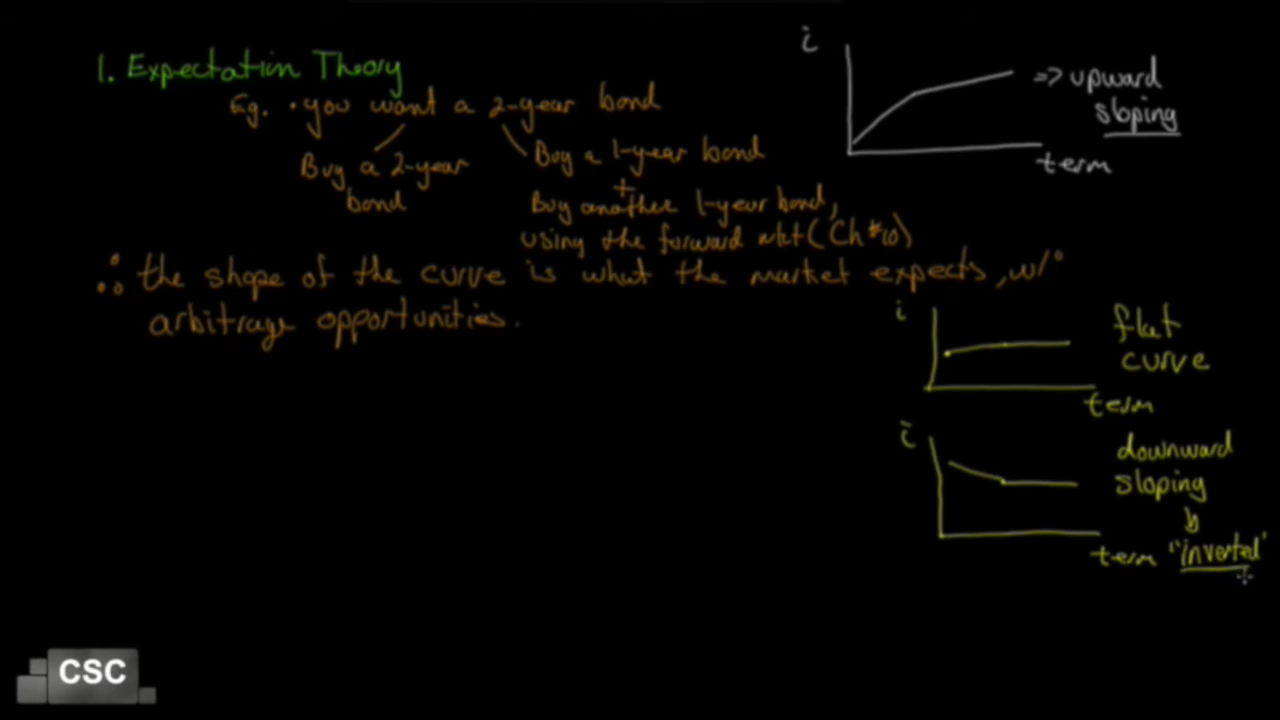 1. Expectation Theory
Eg. • you want a 2-year bond
Buy a 2-year
bond
Buy a 1-year bond
+
Buy another 1-year bond,
using the forward mkt (Ch#10)
∴ the shape of the curve is what the market expects, w/o
arbitrage opportunities.
i
=> upward
sloping
term
i
flat
curve
term
i
downward
sloping
↳
term "inverted"
CSC